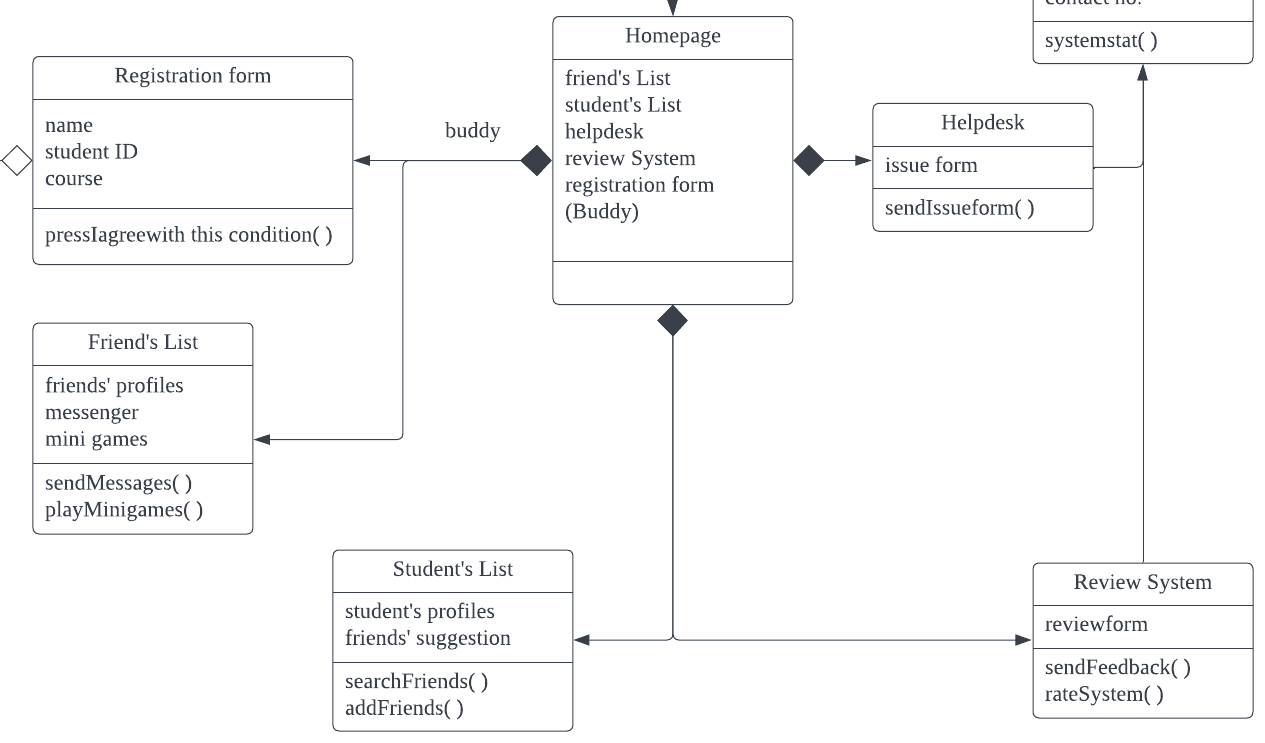 contact no.
systemstat( )
Homepage
friend's List
student's List
helpdesk
review System
registration form
(Buddy)
Registration form
name
student ID
course
pressIagreewith this condition( )
buddy
Helpdesk
issue form
sendIssueform( )
Friend's List
friends' profiles
messenger
mini games
sendMessages( )
playMinigames( )
Student's List
student's profiles
friends' suggestion
searchFriends( )
addFriends( )
Review System
reviewform
sendFeedback( )
rateSystem( )